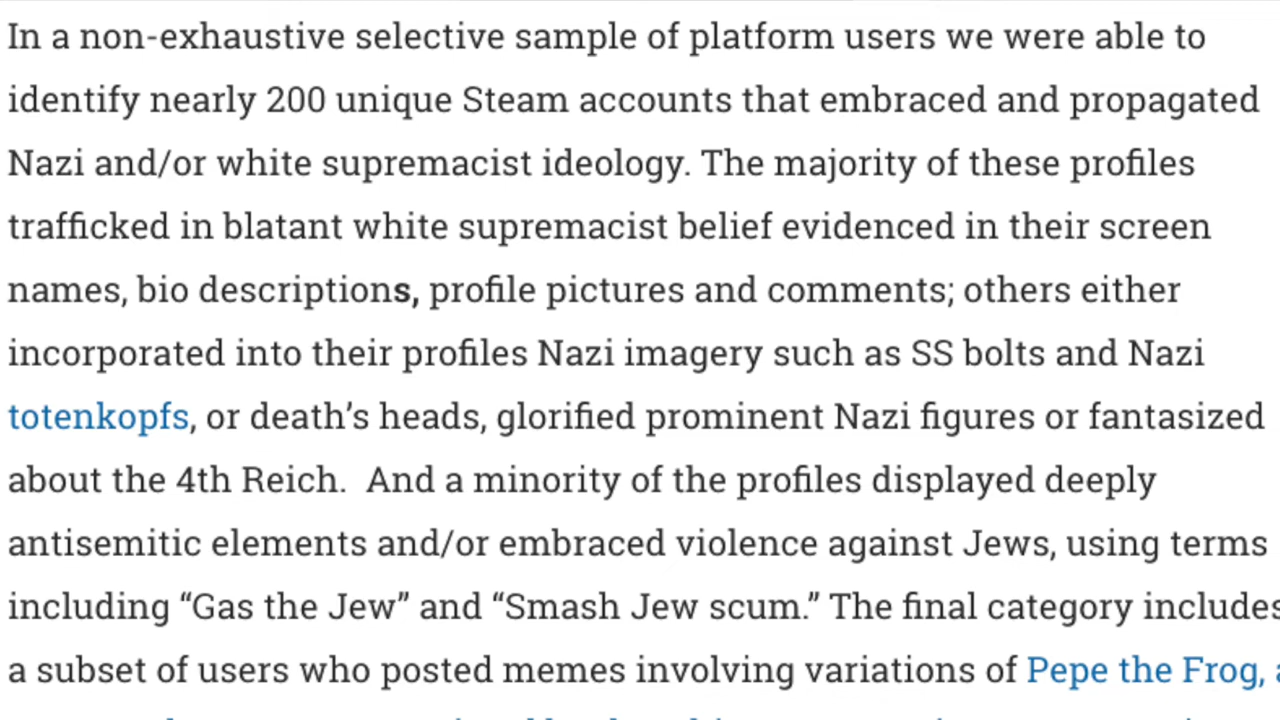 In a non-exhaustive selective sample of platform users we were able to
identify nearly 200 unique Steam accounts that embraced and propagated
Nazi and/or white supremacist ideology. The majority of these profiles
trafficked in blatant white supremacist belief evidenced in their screen
names, bio descriptions, profile pictures and comments; others either
incorporated into their profiles Nazi imagery such as SS bolts and Nazi
totenkopfs, or death’s heads, glorified prominent Nazi figures or fantasized
about the 4th Reich.  And a minority of the profiles displayed deeply
antisemitic elements and/or embraced violence against Jews, using terms
including “Gas the Jew” and “Smash Jew scum.” The final category includes
a subset of users who posted memes involving variations of Pepe the Frog,